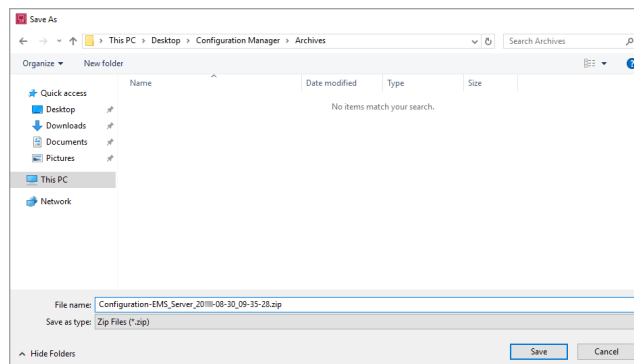 Save As
This PC > Desktop > Configuration Manager > Archives
Search Archives
Organize
New folder
Name
Date modified
Type
Size
No items match your search.
Quick access
Desktop
Downloads
Documents
Pictures
This PC
Network
File name:
Save as type: Zip Files (*.zip)
Hide Folders
Save
Cancel